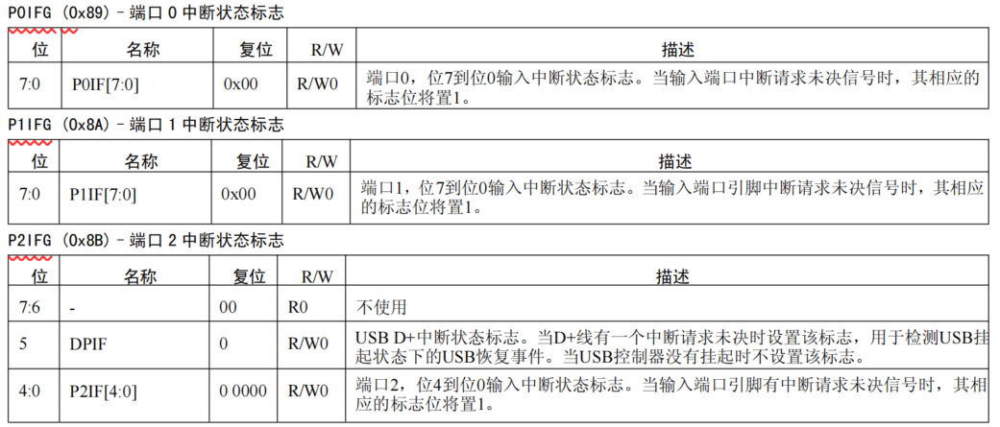 P0IFG (0x89) - 端口 0 中断状态标志
位 名称 复位 R/W 描述
7:0 P0IF[7:0] 0x00 R/W0 端口0，位7到位0输入中断状态标志。当输入端口中断请求未决信号时，其相应的
标志位将置1。
P1IFG (0x8A) - 端口 1 中断状态标志
位 名称 复位 R/W 描述
7:0 P1IF[7:0] 0x00 R/W0 端口1，位7到位0输入中断状态标志。当输入端口引脚中断请求未决信号时，其相应
的标志位将置1。
P2IFG (0x8B) - 端口 2 中断状态标志
位 名称 复位 R/W 描述
7:6 - 00 R0 不使用
5 DPIF 0 R/W0 USB D+中断状态标志。当D+线有一个中断请求未决时设置该标志，用于检测USB挂
起状态下的USB恢复事件。当USB控制器没有挂起时不设置该标志。
4:0 P2IF[4:0] 0 0000 R/W0 端口2，位4到位0输入中断状态标志。当输入端口引脚有中断请求未决信号时，其相
应的标志位将置1。